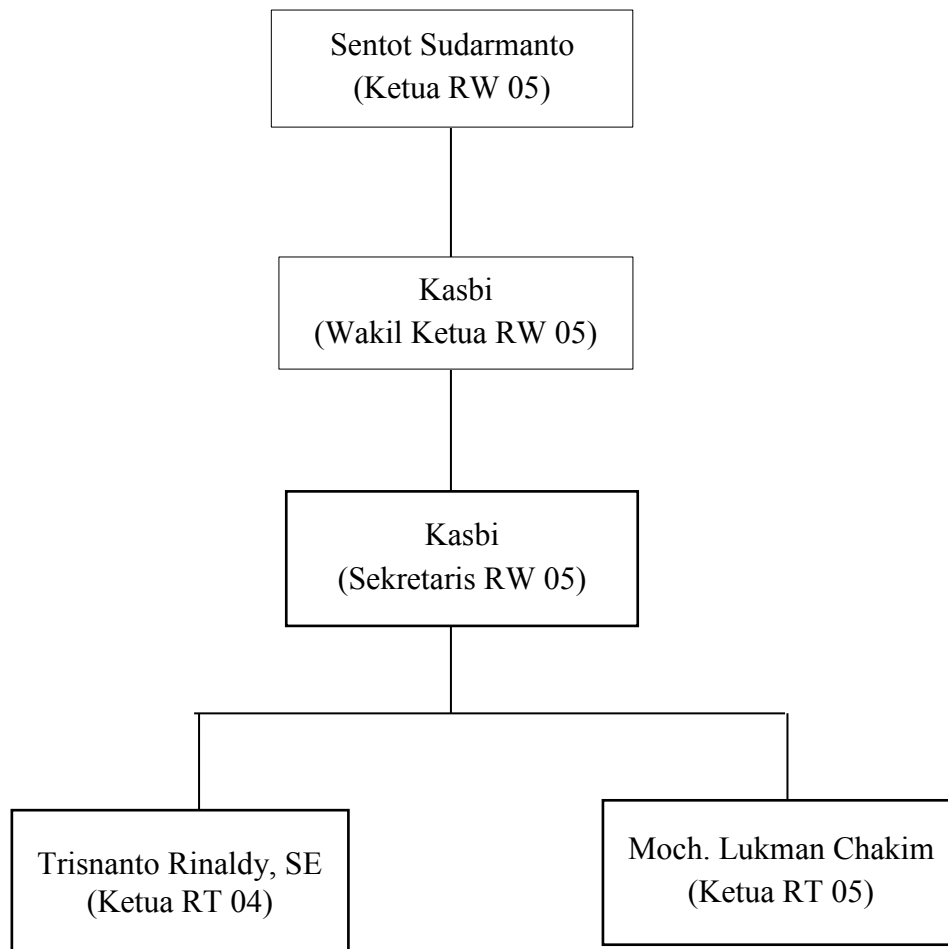 Sentot Sudarmanto
(Ketua RW 05)
Kasbi
(Wakil Ketua RW 05)
Kasbi
(Sekretaris RW 05)
Trisnanto Rinaldy, SE
(Ketua RT 04)
Moch. Lukman Chakim
(Ketua RT 05)